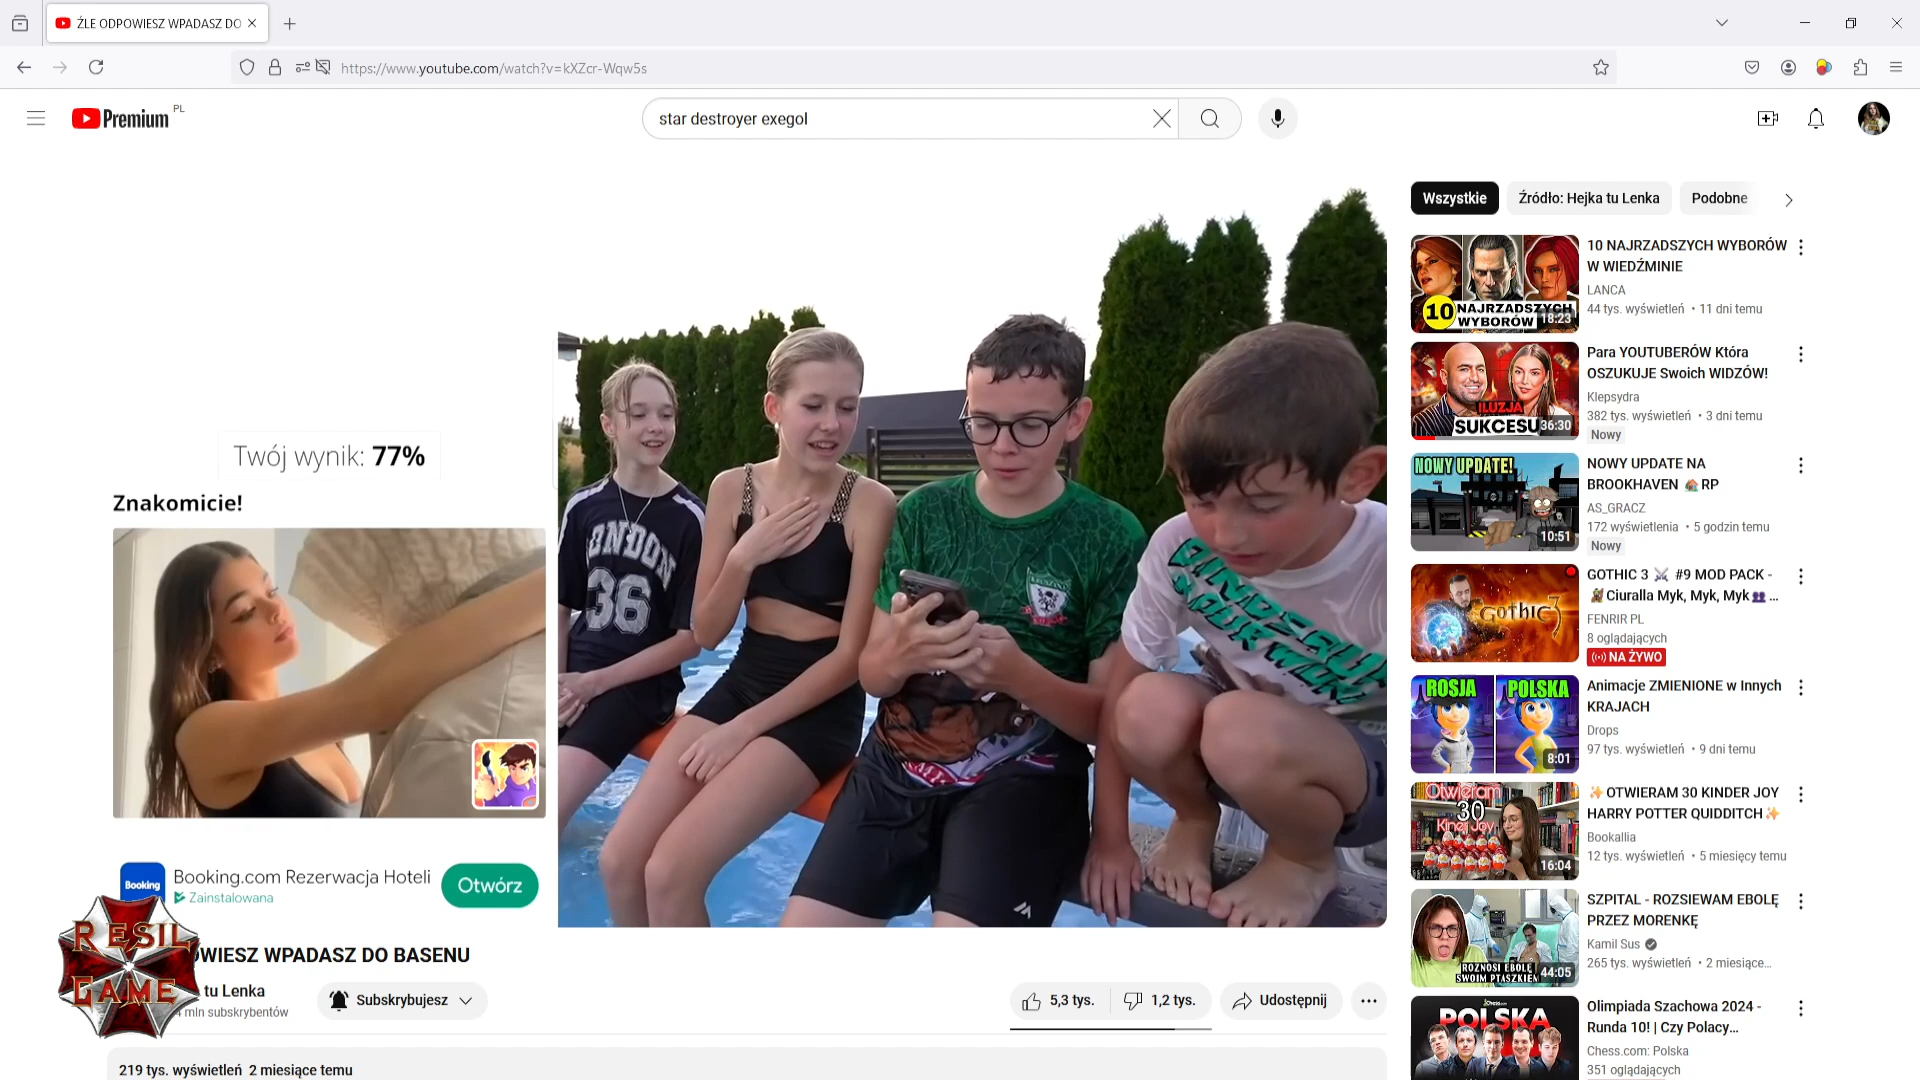 ŹLE ODPOWIESZ WPADASZ DO
https://www.youtube.com/watch?v=kXZcr-Wqw5s
Premium PL
star destroyer exegol
Twój wynik: 77%
Znakomicie!
LONDON
36
Booking
Booking.com Rezerwacja Hoteli
Zainstalowana
Otwórz
RESIL
GAME
OWIESZ WPADASZ DO BASENU
tu Lenka
mln subskrybentów
Subskrybujesz
5,3 tys.
1,2 tys.
Udostępnij
219 tys. wyświetleń 2 miesiące temu
Wszystkie
Źródło: Hejka tu Lenka
Podobne
10 NAJRZADSZYCH
WYBORÓW
18:23
10 NAJRZADSZYCH WYBORÓW
W WIEDŹMINIE
LANCA
44 tys. wyświetleń • 11 dni temu
ILUZJA
SUKCESU
36:30
Para YOUTUBERÓW Która
OSZUKUJE Swoich WIDZÓW!
Klepsydra
382 tys. wyświetleń • 3 dni temu
Nowy
NOWY UPDATE!
10:51
NOWY UPDATE NA
BROOKHAVEN 🏠RP
AS_GRACZ
172 wyświetlenia • 5 godzin temu
Nowy
GOTHIC 3
GOTHIC 3 ⚔️ #9 MOD PACK -
Ciuralla Myk, Myk, Myk👥 ...
FENRIR PL
8 oglądających
NA ŻYWO
ROSJA
POLSKA
8:01
Animacje ZMIENIONE w Innych
KRAJACH
Drops
97 tys. wyświetleń • 9 dni temu
Otwieram
30
Kinder Joy
16:04
✨OTWIERAM 30 KINDER JOY
HARRY POTTER QUIDDITCH✨
Bookallia
12 tys. wyświetleń • 5 miesięcy temu
ROZNOSI EBOLĘ
SWOIM PTASZKIEM
44:05
SZPITAL - ROZSIEWAM EBOLĘ
PRZEZ MORENKĘ
Kamil Sus
265 tys. wyświetleń • 2 miesiące...
Chess.com
POLSKA
Olimpiada Szachowa 2024 -
Runda 10! | Czy Polacy...
Chess.com: Polska
351 oglądających